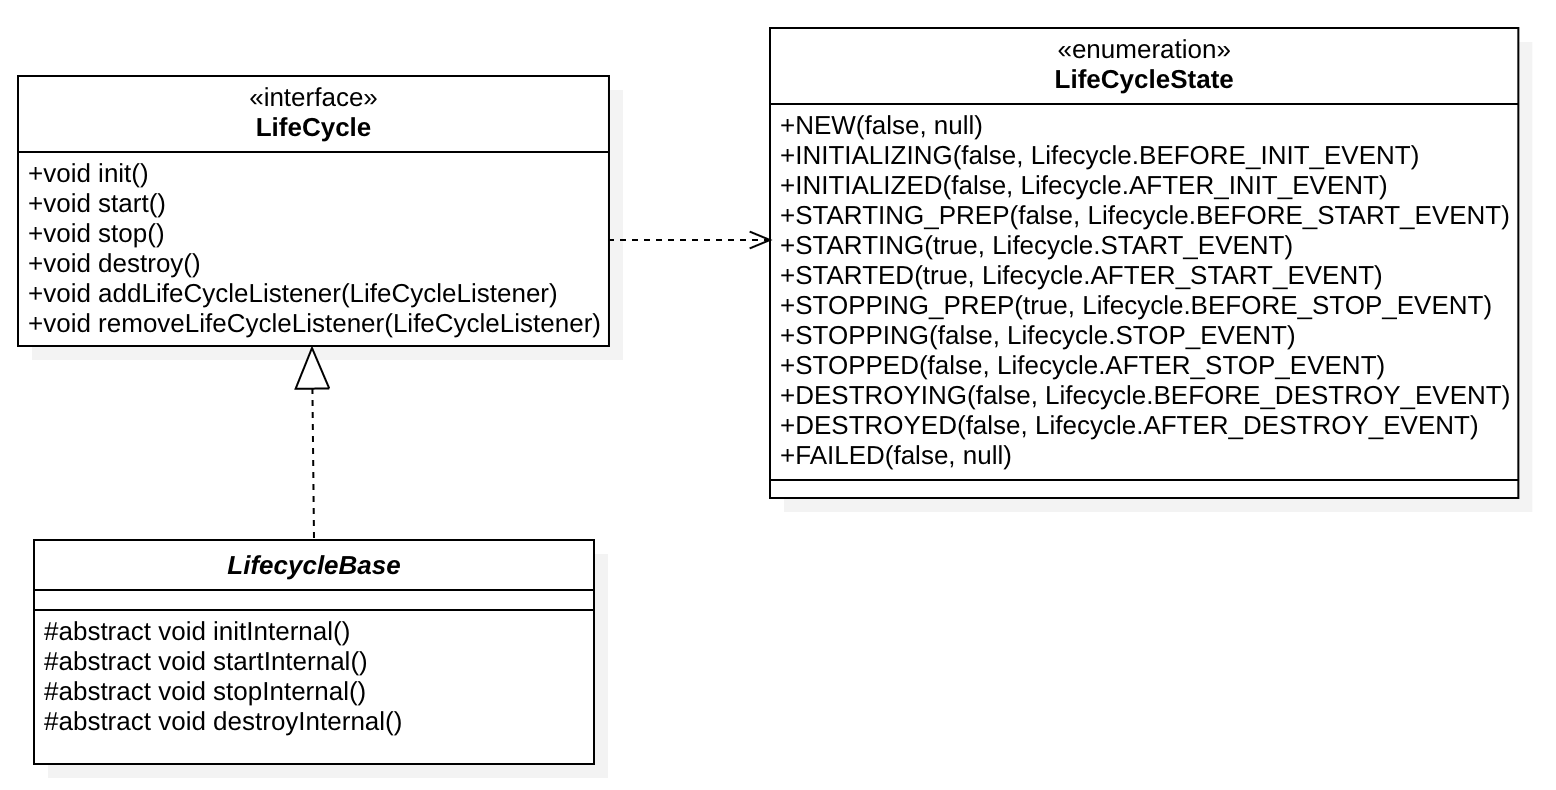 «interface»
LifeCycle
+void init()
+void start()
+void stop()
+void destroy()
+void addLifeCycleListener(LifeCycleListener)
+void removeLifeCycleListener(LifeCycleListener)
«enumeration»
LifeCycleState
+NEW(false, null)
+INITIALIZING(false, Lifecycle.BEFORE_INIT_EVENT)
+INITIALIZED(false, Lifecycle.AFTER_INIT_EVENT)
+STARTING_PREP(false, Lifecycle.BEFORE_START_EVENT)
+STARTING(true, Lifecycle.START_EVENT)
+STARTED(true, Lifecycle.AFTER_START_EVENT)
+STOPPING_PREP(true, Lifecycle.BEFORE_STOP_EVENT)
+STOPPING(false, Lifecycle.STOP_EVENT)
+STOPPED(false, Lifecycle.AFTER_STOP_EVENT)
+DESTROYING(false, Lifecycle.BEFORE_DESTROY_EVENT)
+DESTROYED(false, Lifecycle.AFTER_DESTROY_EVENT)
+FAILED(false, null)
LifecycleBase
#abstract void initInternal()
#abstract void startInternal()
#abstract void stopInternal()
#abstract void destroyInternal()